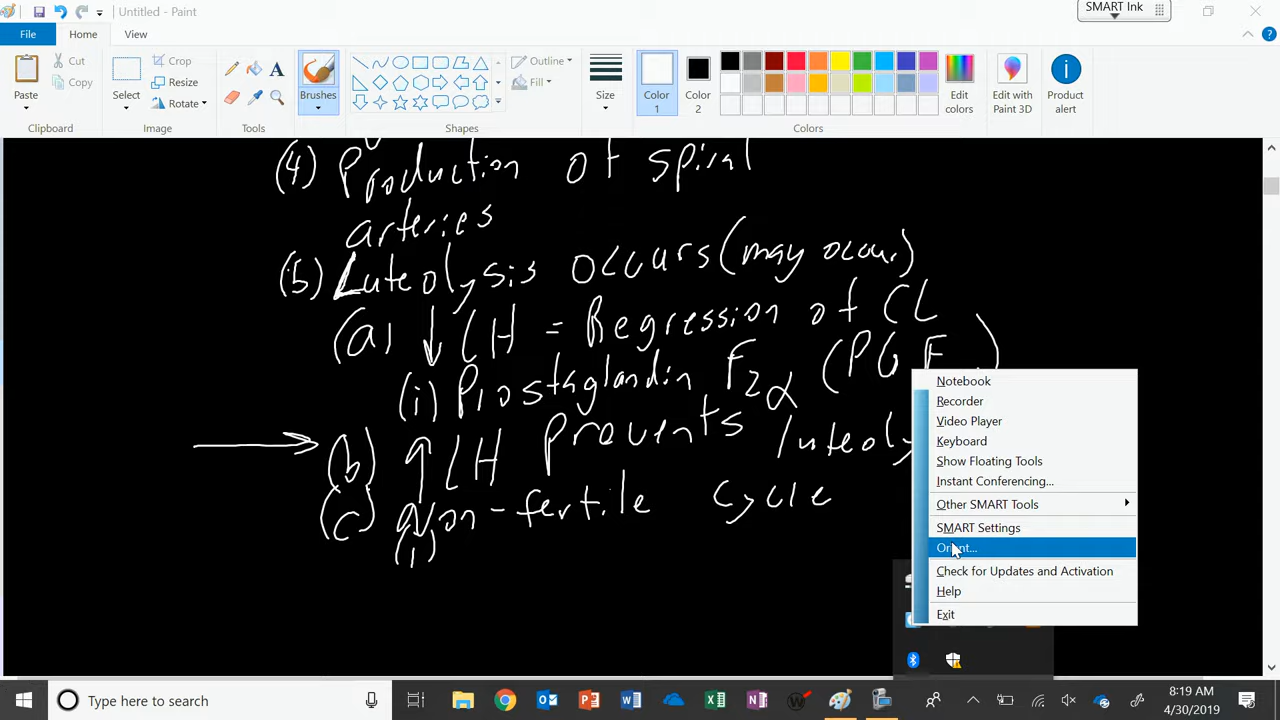 SMART Ink
Untitled - Paint
File Home View
Paste
Cut
Copy
Clipboard
Select
Crop
Resize
Rotate
Image
Tools
Brushes
Outline
Fill
Shapes
Size
Color 1
Color 2
Edit colors
Colors
Edit with Paint 3D
Product alert
(4) Production of spiral
arteries
(5) Luteolysis occurs (may occur)
(a) ↓ LH = Regression of CL
(i) Prostaglandin F2α (PGF )
(b) ↑ LH prevents luteoly
(c) Non-fertile cycle
(i)
Notebook
Recorder
Video Player
Keyboard
Show Floating Tools
Instant Conferencing...
Other SMART Tools
SMART Settings
Orient...
Check for Updates and Activation
Help
Exit
Type here to search
8:19 AM
4/30/2019